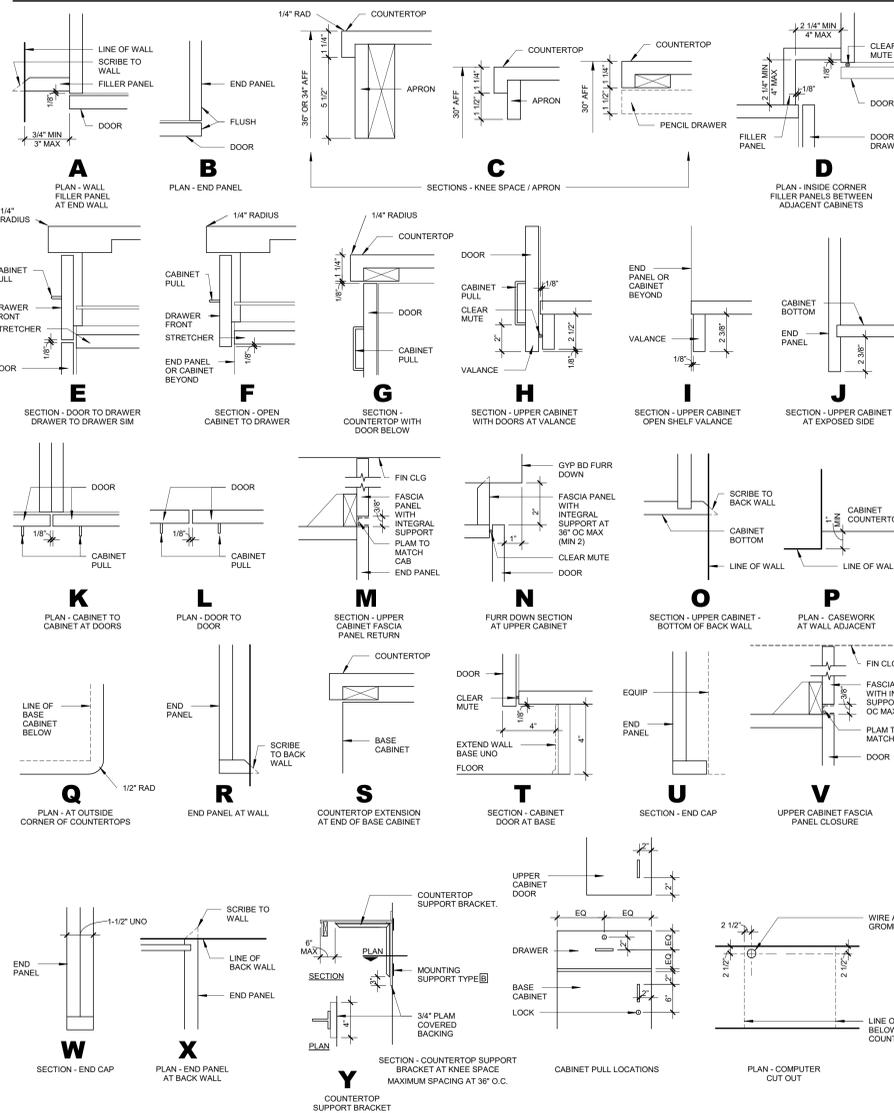 1/4" RAD
COUNTERTOP
LINE OF WALL
SCRIBE TO
WALL
FILLER PANEL
1/8"
DOOR
3/4" MIN
3" MAX
A
PLAN - WALL
FILLER PANEL
AT END WALL
END PANEL
FLUSH
DOOR
B
PLAN - END PANEL
36" OR 34" AFF
1 1/4"
5 1/2"
APRON
30" AFF
1 1/4"
1 1/2"
COUNTERTOP
APRON
30" AFF
1 1/4"
1 1/2"
COUNTERTOP
PENCIL DRAWER
C
SECTIONS - KNEE SPACE / APRON
2 1/4" MIN
4" MAX
2 1/4" MIN
4" MAX
1/8"
1/8"
MUTE
DOOR
FILLER
PANEL
DOOR
D
PLAN - INSIDE CORNER
FILLER PANELS BETWEEN
ADJACENT CABINETS
1/4"
RADIUS
1/8"
E
SECTION - DOOR TO DRAWER
DRAWER TO DRAWER SIM
1/4" RADIUS
CABINET
PULL
DRAWER
FRONT
STRETCHER
1/8"
END PANEL
OR CABINET
BEYOND
F
SECTION - OPEN
CABINET TO DRAWER
1/4" RADIUS
COUNTERTOP
1 1/4"
1/8"
DOOR
CABINET
PULL
G
SECTION -
COUNTERTOP WITH
DOOR BELOW
DOOR
CABINET
PULL
CLEAR
MUTE
2"
VALANCE
1/8"
2 1/2"
1/8"
H
SECTION - UPPER CABINET
WITH DOORS AT VALANCE
END
PANEL OR
CABINET
BEYOND
VALANCE
1/8"
2 3/8"
I
SECTION - UPPER CABINET
OPEN SHELF VALANCE
CABINET
BOTTOM
END
PANEL
2 3/8"
J
SECTION - UPPER CABINET
AT EXPOSED SIDE
DOOR
1/8"
CABINET
PULL
K
PLAN - CABINET TO
CABINET AT DOORS
DOOR
1/8"
CABINET
PULL
L
PLAN - DOOR TO
DOOR
FIN CLG
FASCIA
PANEL
WITH
INTEGRAL
SUPPORT
PLAM TO
MATCH
CAB
END PANEL
3/8"
M
SECTION - UPPER
CABINET FASCIA
PANEL RETURN
GYP BD FURR
DOWN
FASCIA PANEL
WITH
INTEGRAL
SUPPORT AT
36" OC MAX
(MIN 2)
CLEAR MUTE
DOOR
2"
1"
N
FURR DOWN SECTION
AT UPPER CABINET
SCRIBE TO
BACK WALL
CABINET
BOTTOM
LINE OF WALL
O
SECTION - UPPER CABINET -
BOTTOM OF BACK WALL
1"
MIN
CABINET
P
PLAN - CASEWORK
AT WALL ADJACENT
LINE OF
BASE
CABINET
BELOW
1/2" RAD
Q
PLAN - AT OUTSIDE
CORNER OF COUNTERTOPS
END
PANEL
SCRIBE
TO BACK
WALL
R
END PANEL AT WALL
COUNTERTOP
BASE
CABINET
S
COUNTERTOP EXTENSION
AT END OF BASE CABINET
DOOR
CLEAR
MUTE
1/8"
4"
4"
EXTEND WALL
BASE UNO
FLOOR
T
SECTION - CABINET
DOOR AT BASE
EQUIP
END
PANEL
U
SECTION - END CAP
3/8"
DOOR
V
UPPER CABINET FASCIA
PANEL CLOSURE
1-1/2" UNO
END
PANEL
W
SECTION - END CAP
SCRIBE TO
WALL
LINE OF
BACK WALL
END PANEL
X
PLAN - END PANEL
AT BACK WALL
COUNTERTOP
SUPPORT BRACKET.
6"
MAX
PLAN
SECTION
3"
MOUNTING
SUPPORT TYPE B
4"
3/4" PLAM
COVERED
BACKING
PLAN
SECTION - COUNTERTOP SUPPORT
BRACKET AT KNEE SPACE
MAXIMUM SPACING AT 36" O.C.
Y
COUNTERTOP
SUPPORT BRACKET
UPPER
CABINET
DOOR
2"
2"
EQ EQ
DRAWER
2"
EQ
EQ
BASE
CABINET
2"
2"
6"
LOCK
CABINET PULL LOCATIONS
2 1/2"
2 1/2"
2 1/2"
PLAN - COMPUTER
CUT OUT